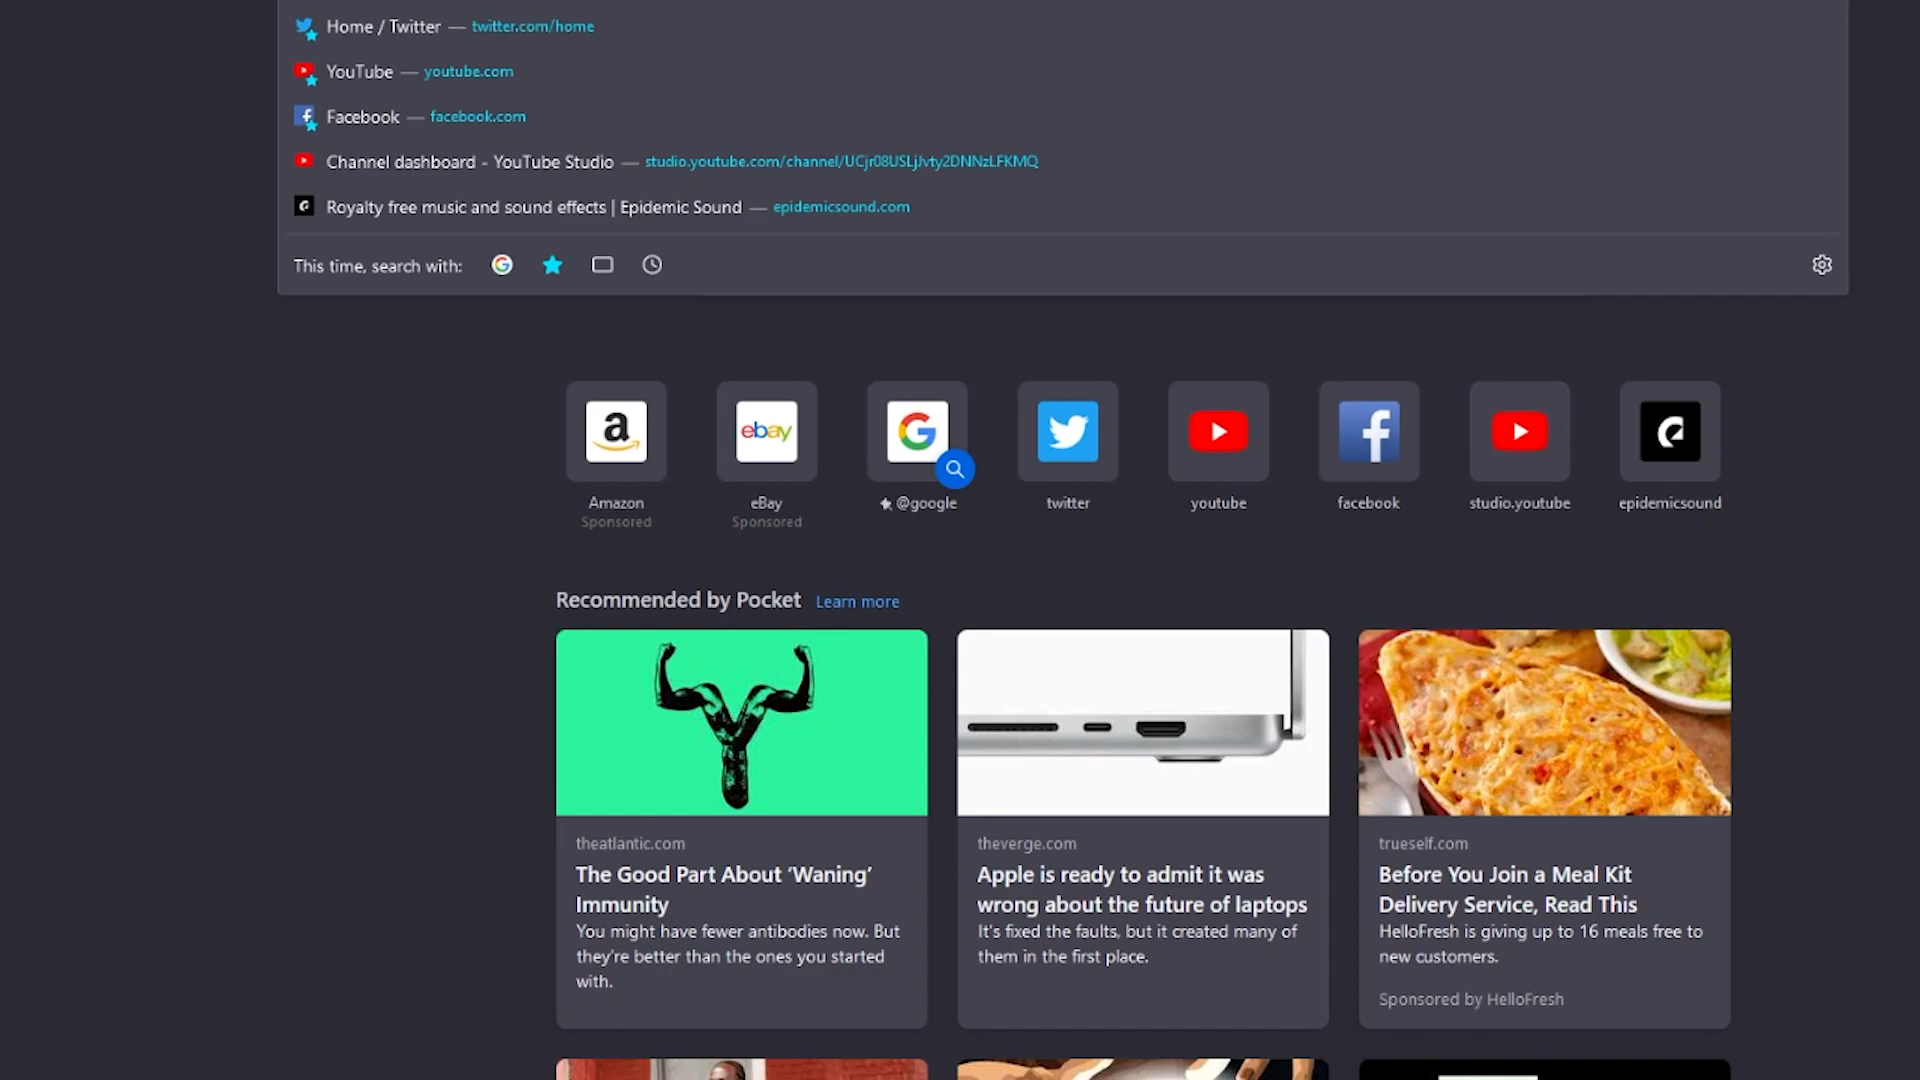 Home / Twitter — twitter.com/home
YouTube — youtube.com
Facebook — facebook.com
Channel dashboard - YouTube Studio — studio.youtube.com/channel/UCjr08USLjJvty2DNNzLFKMQ
Royalty free music and sound effects | Epidemic Sound — epidemicsound.com
This time, search with:
a
ebay
Amazon
Sponsored
eBay
Sponsored
@google
twitter
youtube
facebook
studio.youtube
epidemicsound
Recommended by Pocket Learn more
theatlantic.com
The Good Part About ‘Waning’
Immunity
You might have fewer antibodies now. But
they’re better than the ones you started
with.
theverge.com
Apple is ready to admit it was
wrong about the future of laptops
It’s fixed the faults, but it created many of
them in the first place.
trueself.com
Before You Join a Meal Kit
Delivery Service, Read This
HelloFresh is giving up to 16 meals free to
new customers.
Sponsored by HelloFresh